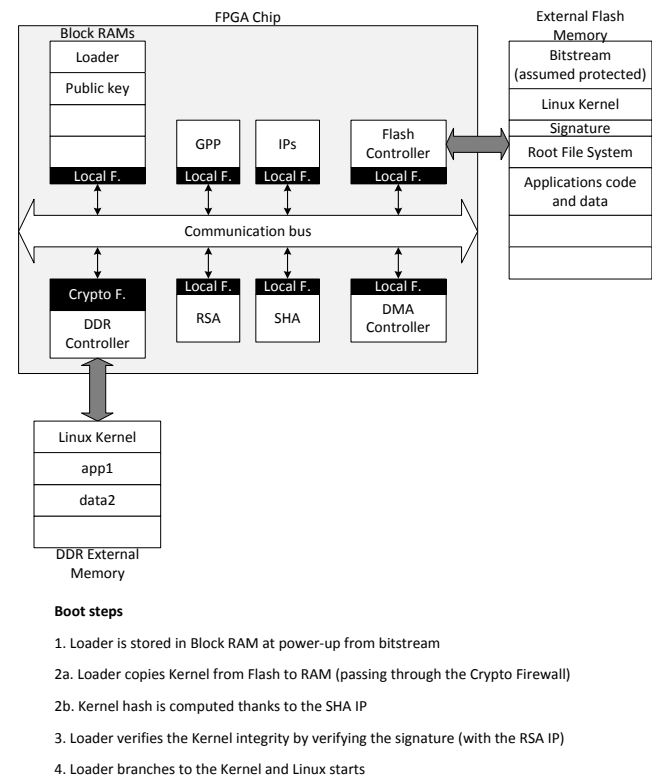 FPGA Chip
Block RAMs
Loader
Public key
Local F.
GPP
Local F.
IPs
Local F.
Flash
Controller
Local F.
External Flash
Memory
Bitstream
(assumed protected)
Linux Kernel
Signature
Root File System
Applications code
and data
Communication bus
Crypto F.
DDR
Controller
Local F.
RSA
Local F.
SHA
Local F.
DMA
Controller
Linux Kernel
app1
data2
DDR External
Memory
Boot steps
1. Loader is stored in Block RAM at power-up from bitstream
2a. Loader copies Kernel from Flash to RAM (passing through the Crypto Firewall)
2b. Kernel hash is computed thanks to the SHA IP
3. Loader verifies the Kernel integrity by verifying the signature (with the RSA IP)
4. Loader branches to the Kernel and Linux starts